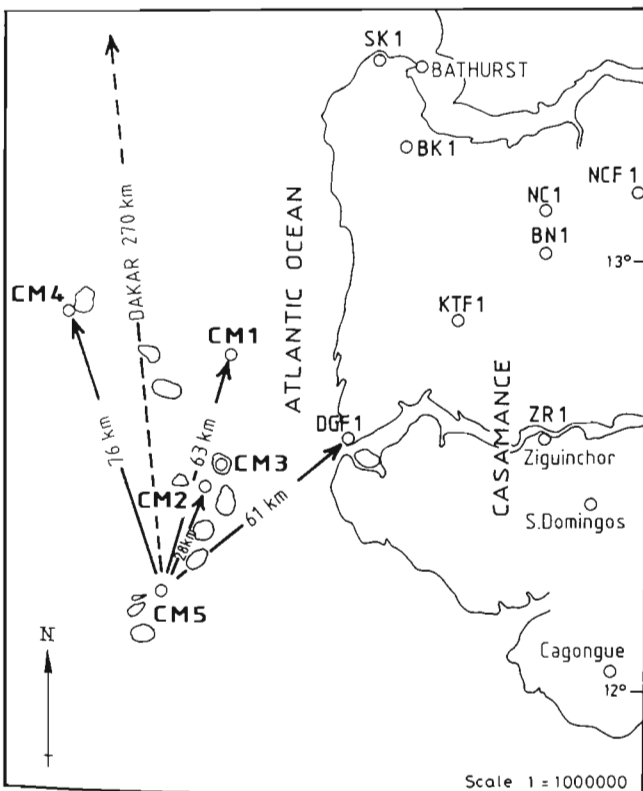 SK1
BATHURST
BK1
NCF1
NC1
BN1
13°
DAKAR 270 km
ATLANTIC OCEAN
CM4
KTF1
CM1
CASAMANCE
DGF1
ZR1
Ziguinchor
76 km
63 km
CM3
CM2
61 km
S.Domingos
28km
CM5
N
Cagongue
12°
Scale 1=1000000